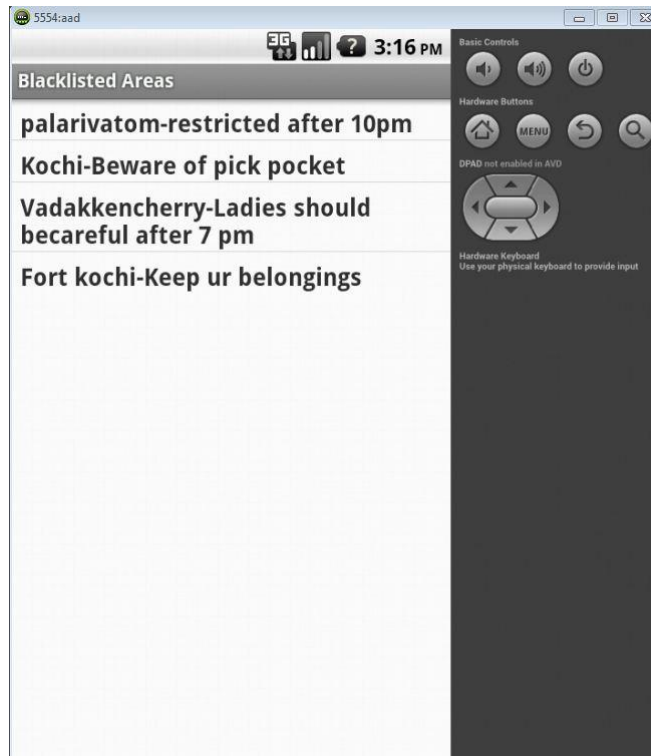 5554:aad
3G
3:16 PM
Blacklisted Areas
palarivatom-restricted after 10pm
Kochi-Beware of pick pocket
Vadakkencherry-Ladies should
becareful after 7 pm
Fort kochi-Keep ur belongings
Basic Controls
Hardware Buttons
MENU
DPAD not enabled in AVD
Hardware Keyboard
Use your physical keyboard to provide input